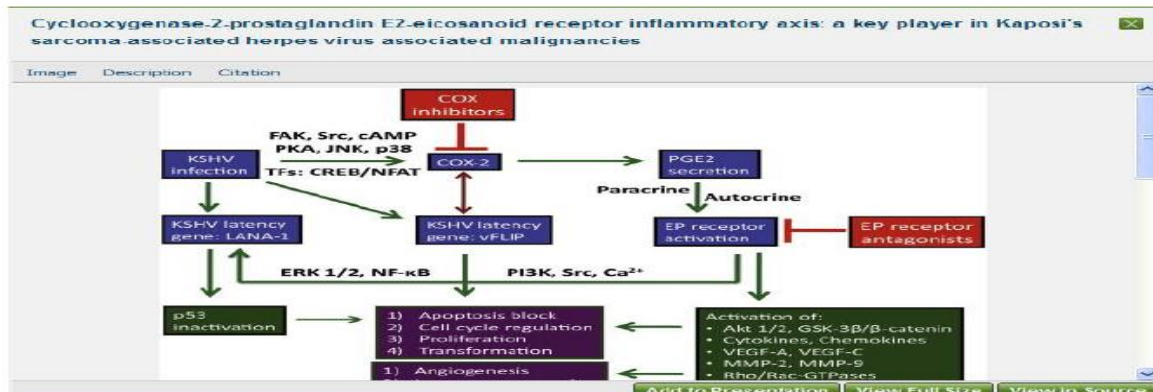 Cyclooxygenase-2-prostaglandin E2-eicosanoid receptor inflammatory axis: a key player in Kaposi's
sarcoma-associated herpes virus associated malignancies
Image Description Citation
COX
inhibitors
FAK, Src, cAMP
PKA, JNK, p38
TFs: CREB/NFAT
KSHV
infection
COX-2
PGE2
secretion
Paracrine
Autocrine
KSHV latency
gene: LANA-1
KSHV latency
gene: vFLIP
EP receptor
activation
EP receptor
antagonists
ERK 1/2, NF-κB
PI3K, Src, Ca²⁺
p53
inactivation
1) Apoptosis block
2) Cell cycle regulation
3) Proliferation
4) Transformation
1) Angiogenesis
Activation of:
• Akt 1/2, GSK-3β/β-catenin
• Cytokines, Chemokines
• VEGF-A, VEGF-C
• MMP-2, MMP-9
• Rho/Rac-GTPases
Add to Presentation View Full Size View in Source